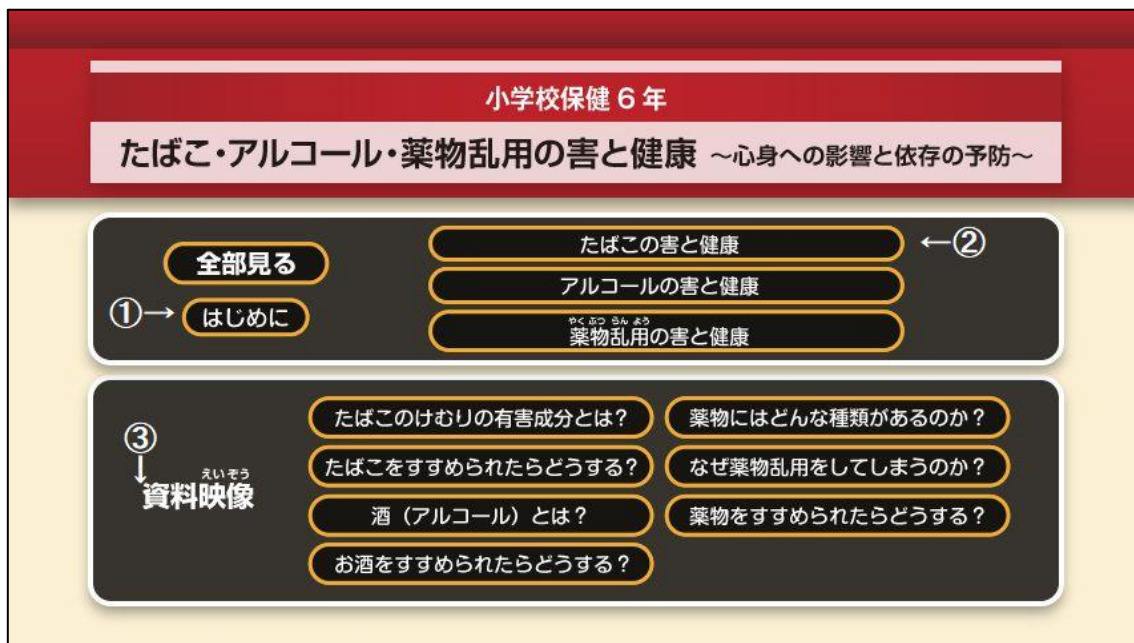 小学校保健6年
たばこ・アルコール・薬物乱用の害と健康 ～心身への影響と依存の予防～
全部見る
①→ はじめに
たばこの害と健康 ←②
アルコールの害と健康
やくぶつらんよう
薬物乱用の害と健康
③
↓
えいぞう
資料映像
たばこのけむりの有害成分とは？
たばこをすすめられたらどうする？
酒（アルコール）とは？
お酒をすすめられたらどうする？
薬物にはどんな種類があるのか？
なぜ薬物乱用をしてしまうのか？
薬物をすすめられたらどうする？